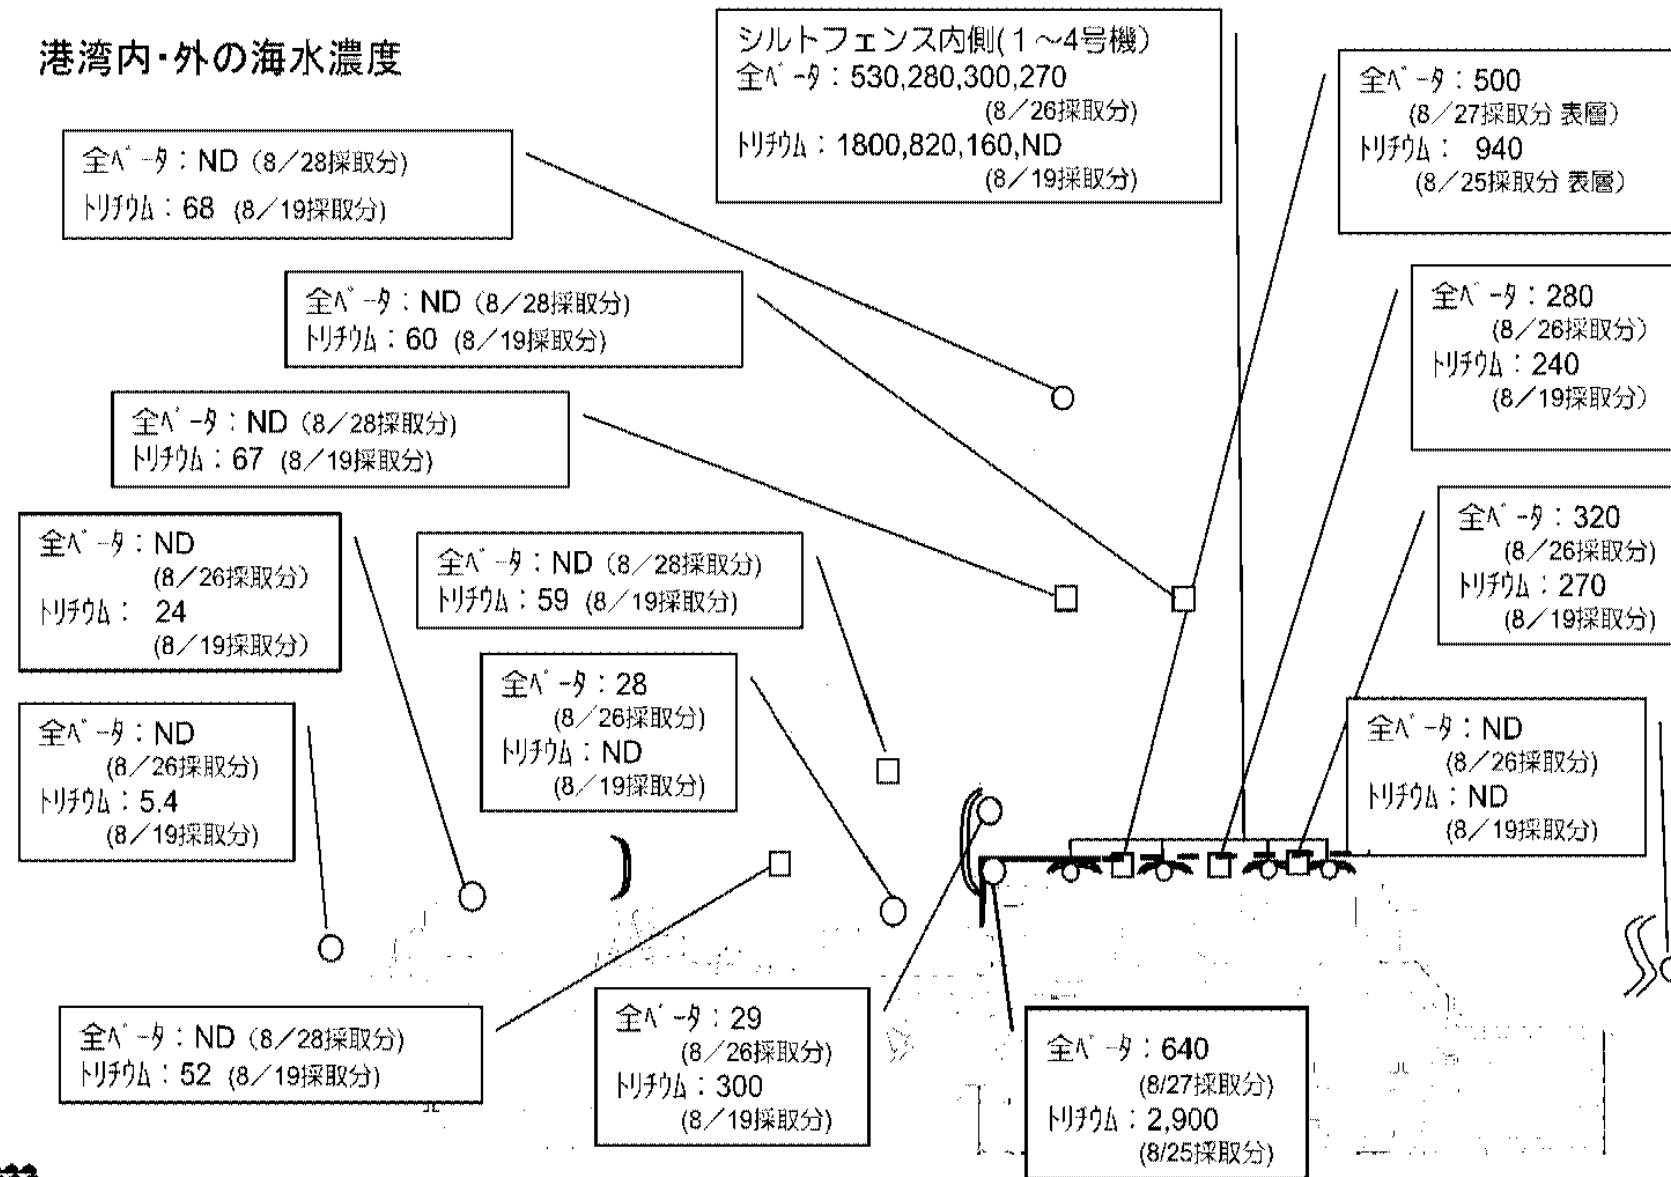 港湾内・外の海水濃度
シルトフェンス内側(1～4号機)
全ﾍﾞｰﾀ：530,280,300,270
(8／26採取分)
ﾄﾘﾁｳﾑ：1800,820,160,ND
(8／19採取分)
全ﾍﾞｰﾀ：500
(8／27採取分 表層)
ﾄﾘﾁｳﾑ： 940
(8／25採取分 表層)
全ﾍﾞｰﾀ：ND（8／28採取分)
ﾄﾘﾁｳﾑ：68 (8／19採取分)
全ﾍﾞｰﾀ：ND（8／28採取分)
ﾄﾘﾁｳﾑ：60 (8／19採取分)
全ﾍﾞｰﾀ：280
(8／26採取分)
ﾄﾘﾁｳﾑ：240
(8／19採取分)
全ﾍﾞｰﾀ：ND（8／28採取分)
ﾄﾘﾁｳﾑ：67 (8／19採取分)
全ﾍﾞｰﾀ：320
(8／26採取分)
ﾄﾘﾁｳﾑ：270
(8／19採取分)
全ﾍﾞｰﾀ：ND
(8／26採取分)
ﾄﾘﾁｳﾑ： 24
(8／19採取分)
全ﾍﾞｰﾀ：ND（8／28採取分)
ﾄﾘﾁｳﾑ：59 (8／19採取分)
全ﾍﾞｰﾀ：28
(8／26採取分)
ﾄﾘﾁｳﾑ：ND
(8／19採取分)
全ﾍﾞｰﾀ：ND
(8／26採取分)
ﾄﾘﾁｳﾑ：5.4
(8／19採取分)
全ﾍﾞｰﾀ：ND
(8／26採取分)
ﾄﾘﾁｳﾑ：ND
(8／19採取分)
全ﾍﾞｰﾀ：ND（8／28採取分)
ﾄﾘﾁｳﾑ：52 (8／19採取分)
全ﾍﾞｰﾀ：29
(8／26採取分)
ﾄﾘﾁｳﾑ：300
(8／19採取分)
全ﾍﾞｰﾀ：640
(8/27採取分)
ﾄﾘﾁｳﾑ：2,900
(8/25採取分)